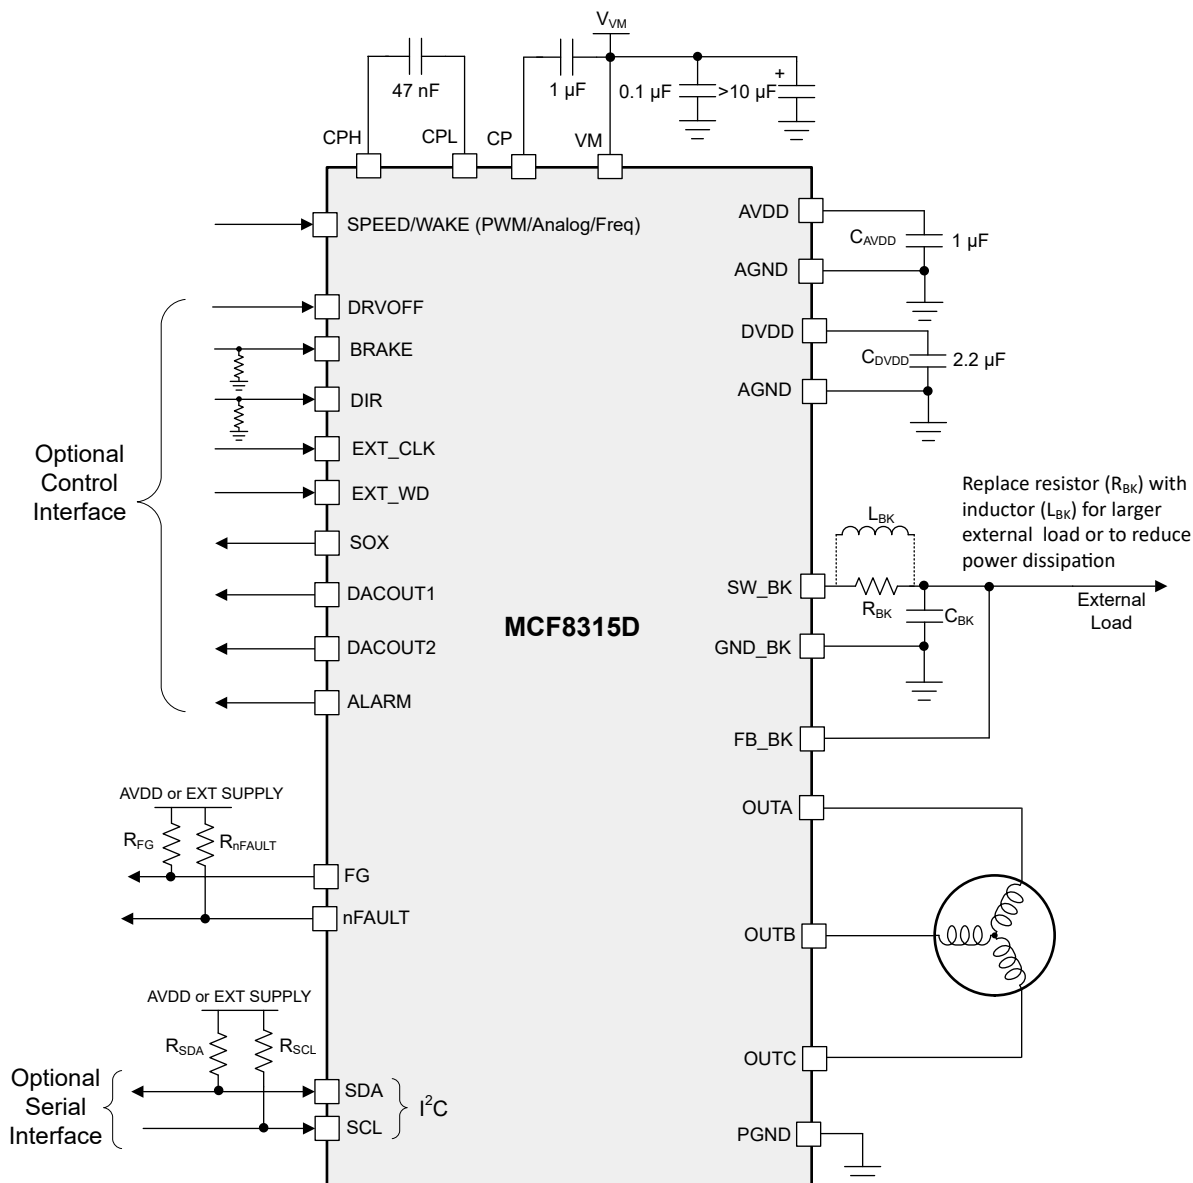 V_VM
47 nF
1 µF
0.1 µF
>10 µF
+
CPH
CPL
CP
VM
SPEED/WAKE (PWM/Analog/Freq)
DRVOFF
BRAKE
DIR
EXT_CLK
EXT_WD
SOX
DACOUT1
DACOUT2
ALARM
Optional
Control
Interface
AVDD or EXT SUPPLY
R_FG
R_nFAULT
FG
nFAULT
AVDD or EXT SUPPLY
R_SDA
R_SCL
Optional
Serial
Interface
SDA
SCL
I²C
MCF8315D
AVDD
C_AVDD
1 µF
AGND
DVDD
C_DVDD
2.2 µF
AGND
Replace resistor (R_BK) with
inductor (L_BK) for larger
external load or to reduce
power dissipation
L_BK
SW_BK
R_BK
C_BK
External
Load
GND_BK
FB_BK
OUTA
OUTB
OUTC
PGND